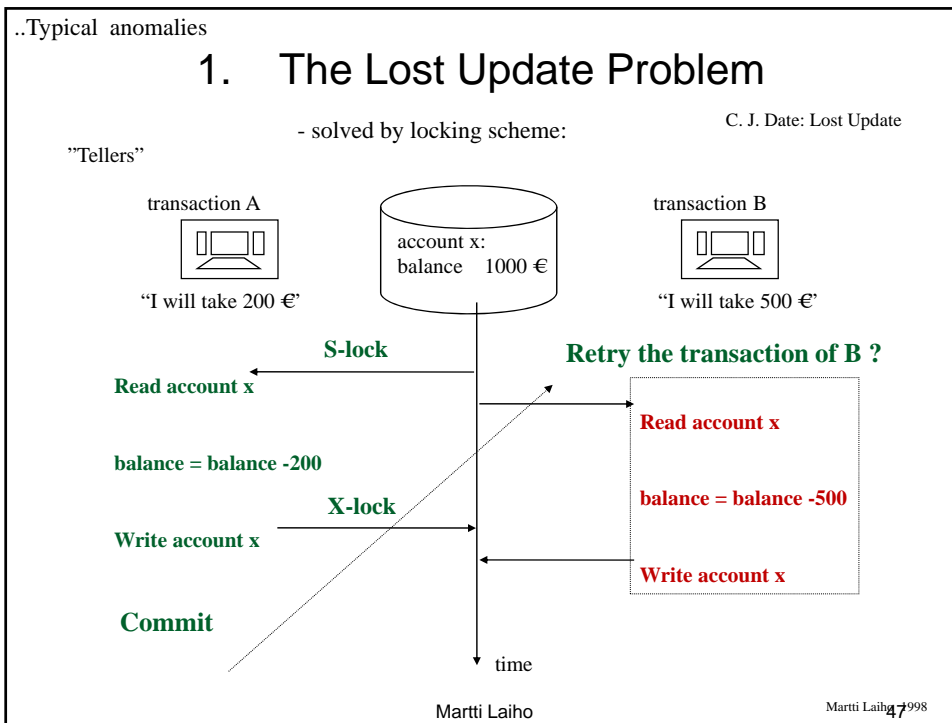 ..Typical anomalies
1. The Lost Update Problem
C. J. Date: Lost Update
- solved by locking scheme:
”Tellers”
transaction A
transaction B
account x:
balance 1000 €
“I will take 200 €’
“I will take 500 €’
S-lock
Retry the transaction of B ?
Read account x
Read account x
balance = balance -200
balance = balance -500
X-lock
Write account x
Write account x
Commit
time
Martti Laiho
Martti 1998
47